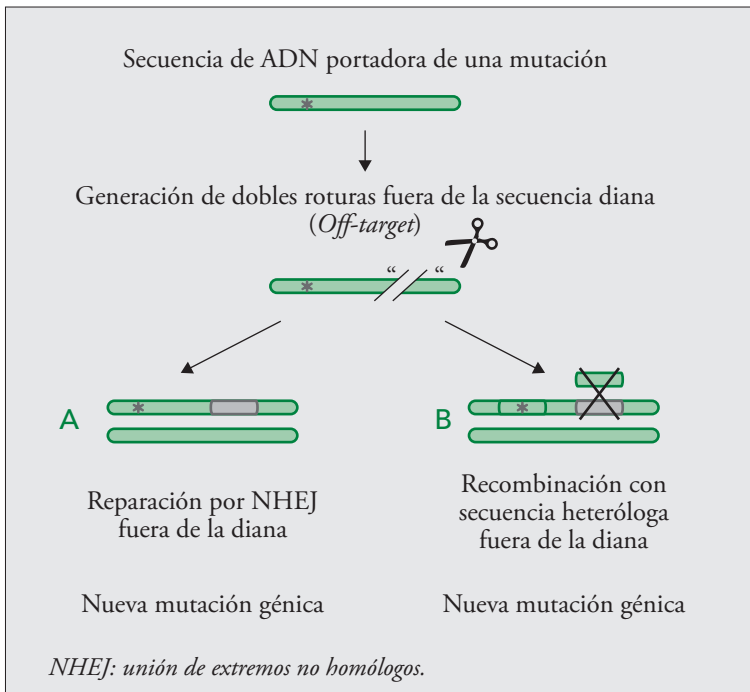 Secuencia de ADN portadora de una mutación
*
Generación de dobles roturas fuera de la secuencia diana
(Off-target)
“ “
*
A
*
B
*
Reparación por NHEJ
fuera de la diana
Recombinación con
secuencia heteróloga
fuera de la diana
Nueva mutación génica
Nueva mutación génica
NHEJ: unión de extremos no homólogos.